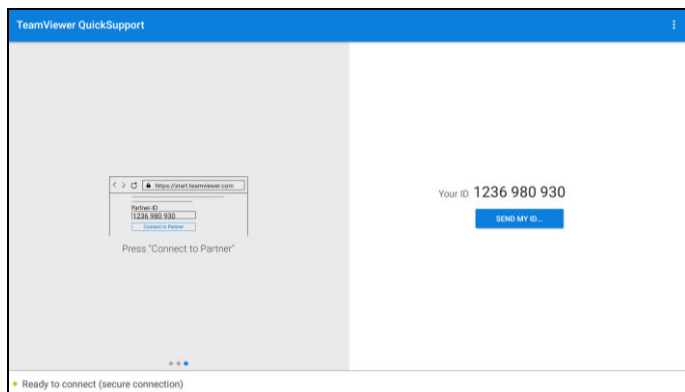 TeamViewer QuickSupport
https://start.teamviewer.com
Partner-ID
1236 980 930
Connect to Partner
Press "Connect to Partner"
Your ID 1236 980 930
SEND MY ID...
Ready to connect (secure connection)